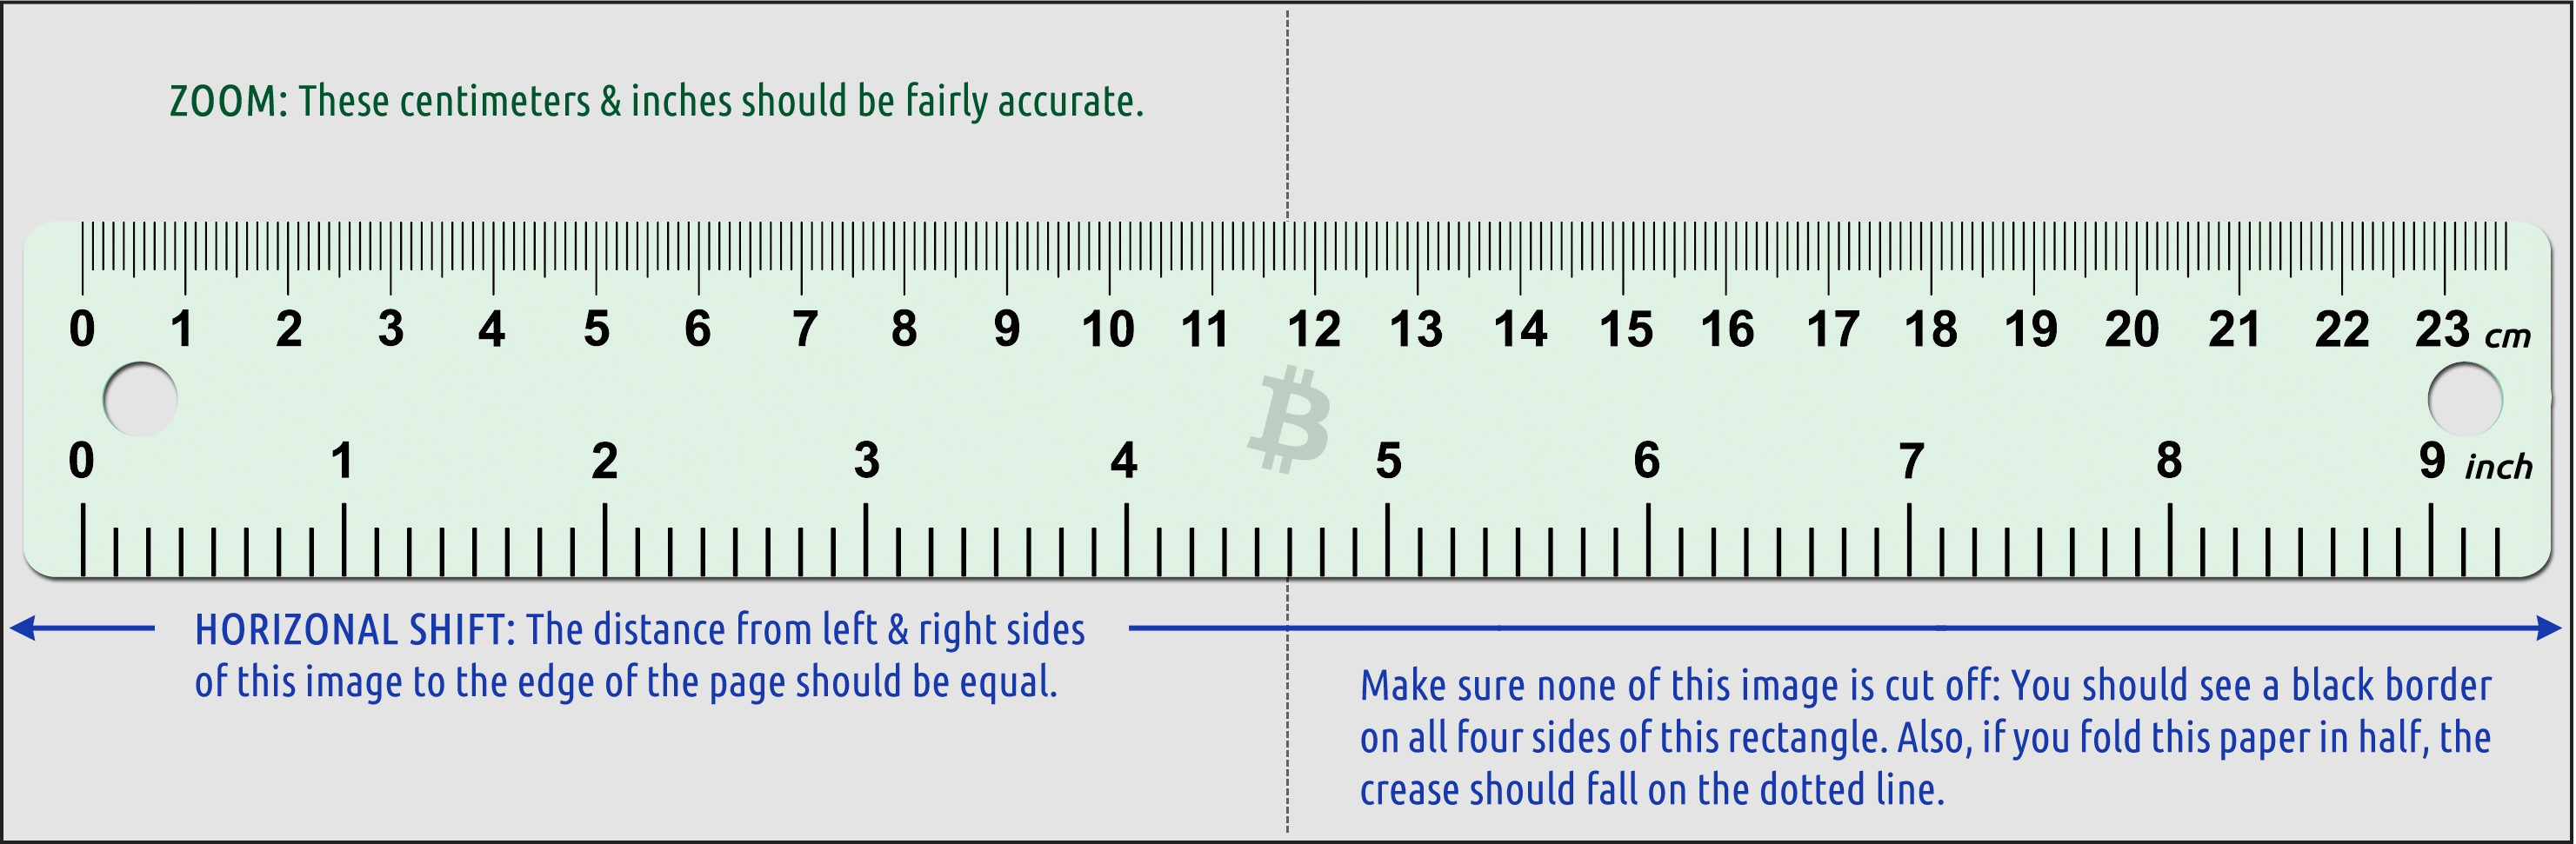 ZOOM: These centimeters & inches should be fairly accurate.
0 1 2 3 4 5 6 7 8 9 10 11 12 13 14 15 16 17 18 19 20 21 22 23 cm
0 1 2 3 4 5 6 7 8 9 inch
HORIZONAL SHIFT: The distance from left & right sides
of this image to the edge of the page should be equal.
Make sure none of this image is cut off: You should see a black border
on all four sides of this rectangle. Also, if you fold this paper in half, the
crease should fall on the dotted line.